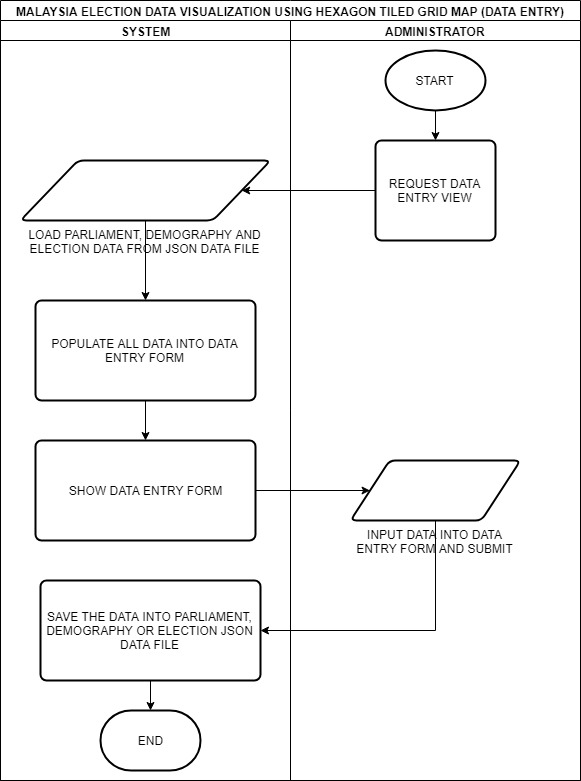 MALAYSIA ELECTION DATA VISUALIZATION USING HEXAGON TILED GRID MAP (DATA ENTRY)
SYSTEM
ADMINISTRATOR
START
REQUEST DATA
ENTRY VIEW
LOAD PARLIAMENT, DEMOGRAPHY AND
ELECTION DATA FROM JSON DATA FILE
POPULATE ALL DATA INTO DATA
ENTRY FORM
SHOW DATA ENTRY FORM
INPUT DATA INTO DATA
ENTRY FORM AND SUBMIT
SAVE THE DATA INTO PARLIAMENT,
DEMOGRAPHY OR ELECTION JSON
DATA FILE
END